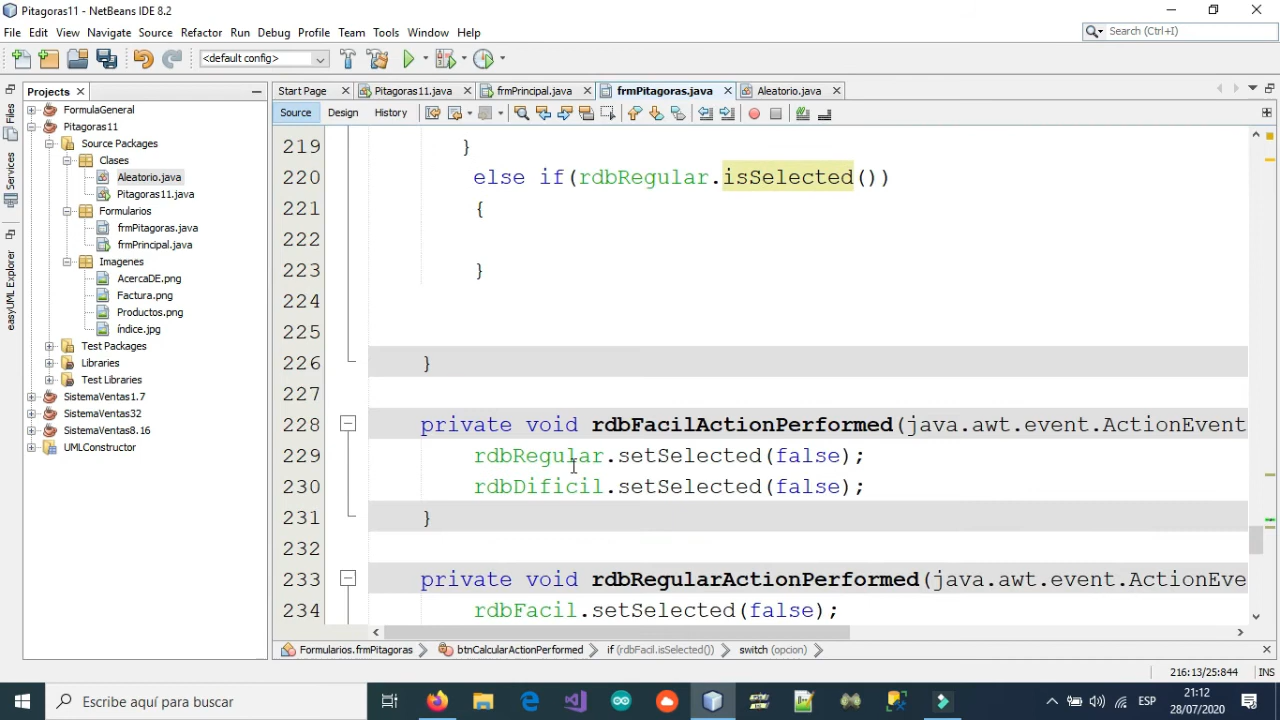 Pitagoras11 - NetBeans IDE 8.2
File Edit View Navigate Source Refactor Run Debug Profile Team Tools Window Help
Search (Ctrl+I)
<default config>
Projects
Start Page Pitagoras11.java frmPrincipal.java frmPitagoras.java Aleatorio.java
Source Design History
Files
Services
easyUML Explorer
FormulaGeneral
Pitagoras11
Source Packages
Clases
Aleatorio.java
Pitagoras11.java
Formularios
frmPitagoras.java
frmPrincipal.java
Imagenes
AcercaDE.png
Factura.png
Productos.png
índice.jpg
Test Packages
Libraries
Test Libraries
SistemaVentas1.7
SistemaVentas32
SistemaVentas8.16
UMLConstructor
219 }
220 else if(rdbRegular.isSelected())
221 {
222
223 }
224
225
226 }
227
228 private void rdbFacilActionPerformed(java.awt.event.ActionEvent
229 rdbRegular.setSelected(false);
230 rdbDificil.setSelected(false);
231 }
232
233 private void rdbRegularActionPerformed(java.awt.event.ActionEve
234 rdbFacil.setSelected(false);
Formularios.frmPitagoras btnCalcularActionPerformed if (rdbFacil.isSelected()) switch (opcion)
216:13/25:844 INS
Escribe aquí para buscar
ESP
21:12
28/07/2020